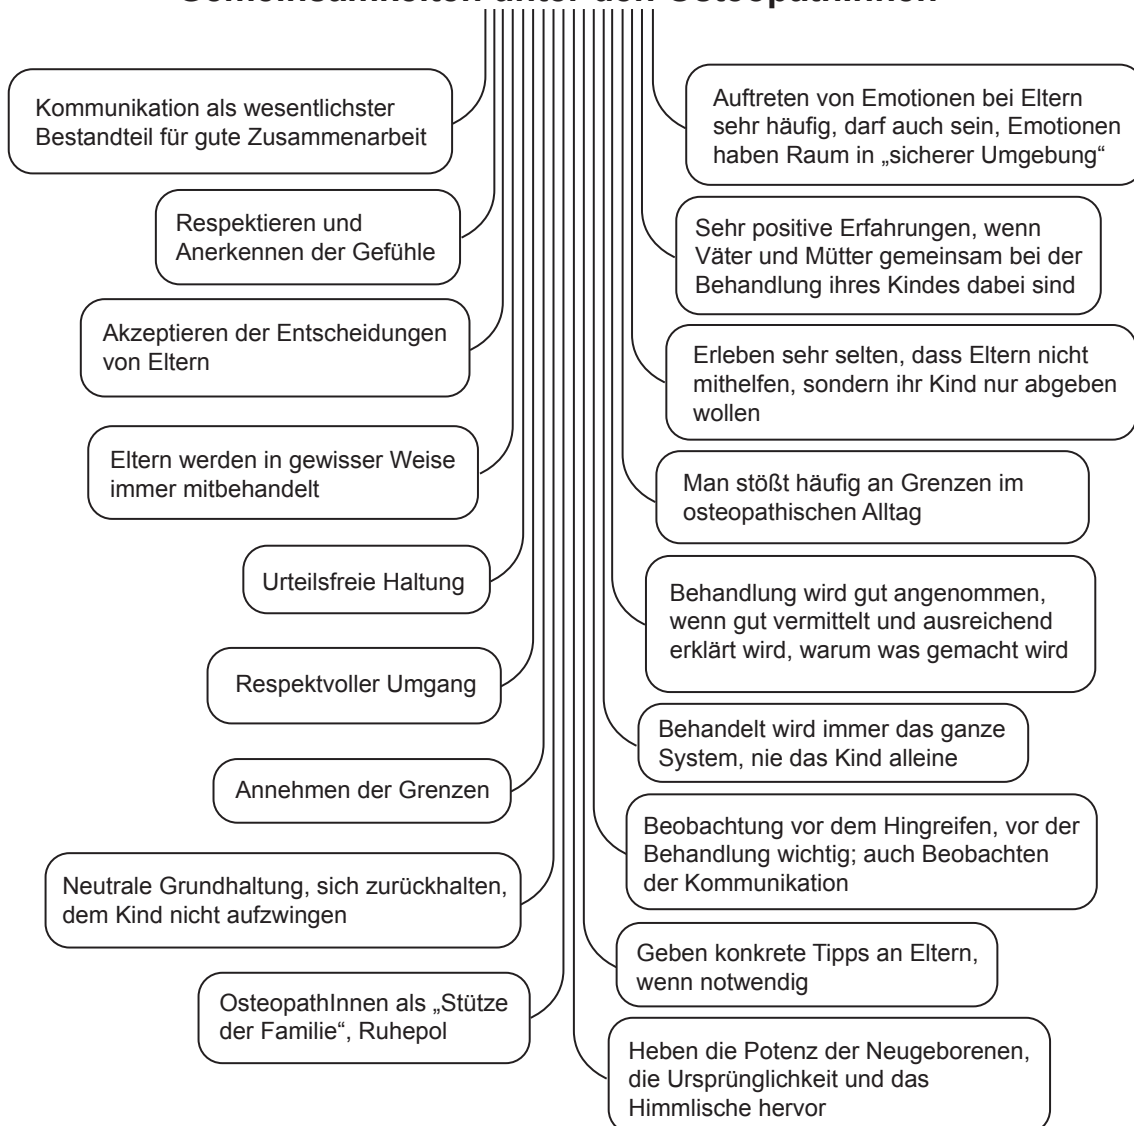 Gemeinsamkeiten unter den OsteopathInnen
Kommunikation als wesentlichster
Bestandteil für gute Zusammenarbeit
Respektieren und
Anerkennen der Gefühle
Akzeptieren der Entscheidungen
von Eltern
Eltern werden in gewisser Weise
immer mitbehandelt
Urteilsfreie Haltung
Respektvoller Umgang
Annehmen der Grenzen
Neutrale Grundhaltung, sich zurückhalten,
dem Kind nicht aufzwingen
OsteopathInnen als „Stütze
der Familie“, Ruhepol
Auftreten von Emotionen bei Eltern
sehr häufig, darf auch sein, Emotionen
haben Raum in „sicherer Umgebung“
Sehr positive Erfahrungen, wenn
Väter und Mütter gemeinsam bei der
Behandlung ihres Kindes dabei sind
Erleben sehr selten, dass Eltern nicht
mithelfen, sondern ihr Kind nur abgeben
wollen
Man stößt häufig an Grenzen im
osteopathischen Alltag
Behandlung wird gut angenommen,
wenn gut vermittelt und ausreichend
erklärt wird, warum was gemacht wird
Behandelt wird immer das ganze
System, nie das Kind alleine
Beobachtung vor dem Hingreifen, vor der
Behandlung wichtig; auch Beobachten
der Kommunikation
Geben konkrete Tipps an Eltern,
wenn notwendig
Heben die Potenz der Neugeborenen,
die Ursprünglichkeit und das
Himmlische hervor